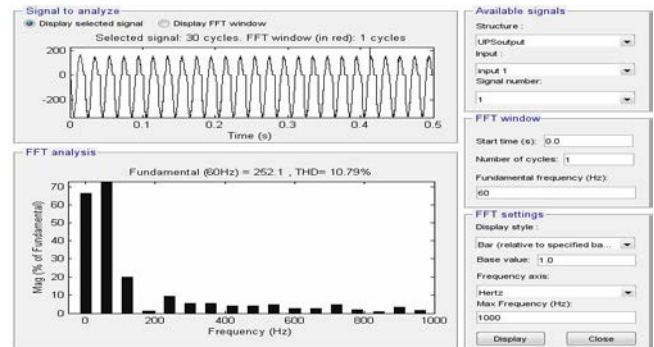 Signal to analyze
Display selected signal Display FFT window
Selected signal: 30 cycles. FFT window (in red): 1 cycles
200
0
-200
0 0.1 0.2 0.3 0.4 0.5
Time (s)
FFT analysis
Fundamental (60Hz) = 252.1 , THD= 10.79%
70
60
50
40
30
20
10
0
Mag (% of Fundamental)
0 200 400 600 800 1000
Frequency (Hz)
Available signals
Structure :
UPSoutput
Input :
input 1
Signal number:
1
FFT window
Start time (s): 0.0
Number of cycles: 1
Fundamental frequency (Hz):
60
FFT settings
Display style :
Bar (relative to specified ba...
Base value: 1.0
Frequency axis:
Hertz
Max Frequency (Hz):
1000
Display Close